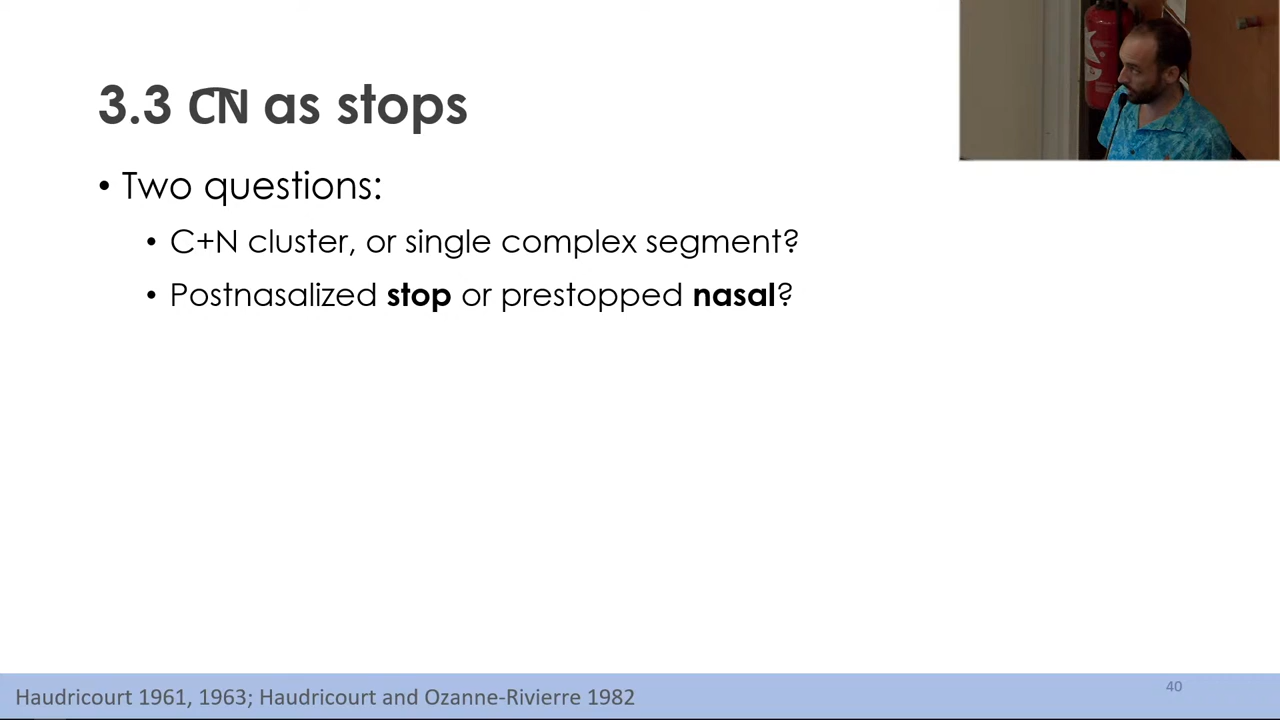 3.3 C͡N as stops
• Two questions:
• C+N cluster, or single complex segment?
• Postnasalized stop or prestopped nasal?
Haudricourt 1961, 1963; Haudricourt and Ozanne-Rivierre 1982
40